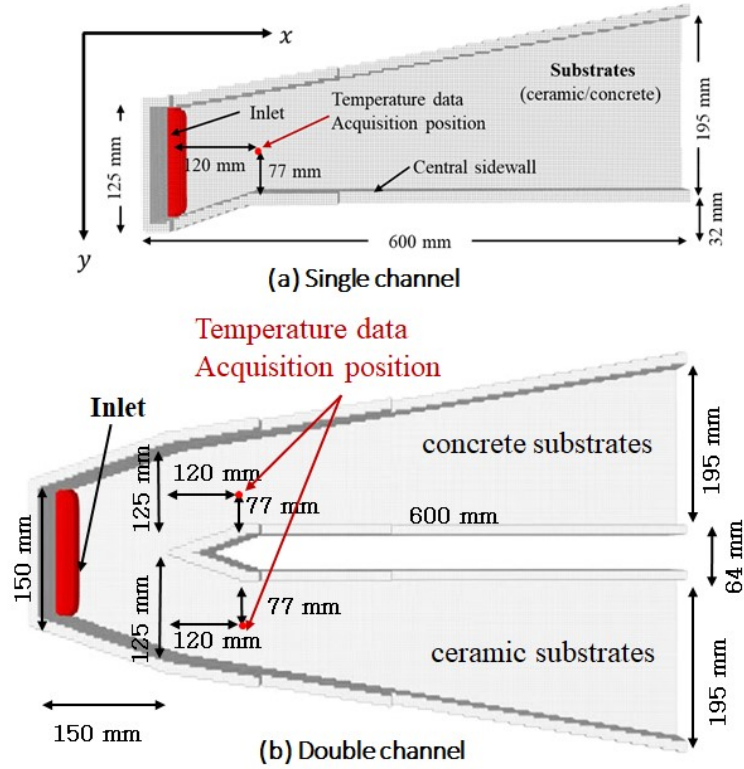 x
Substrates
(ceramic/concrete)
Temperature data
Acquisition position
Inlet
120 mm
77 mm
125 mm
195 mm
Central sidewall
32 mm
600 mm
y
(a) Single channel
Temperature data
Acquisition position
Inlet
concrete substrates
125 mm
120 mm
77 mm
195 mm
600 mm
150 mm
64 mm
77 mm
125 mm
120 mm
ceramic substrates
195 mm
150 mm
(b) Double channel